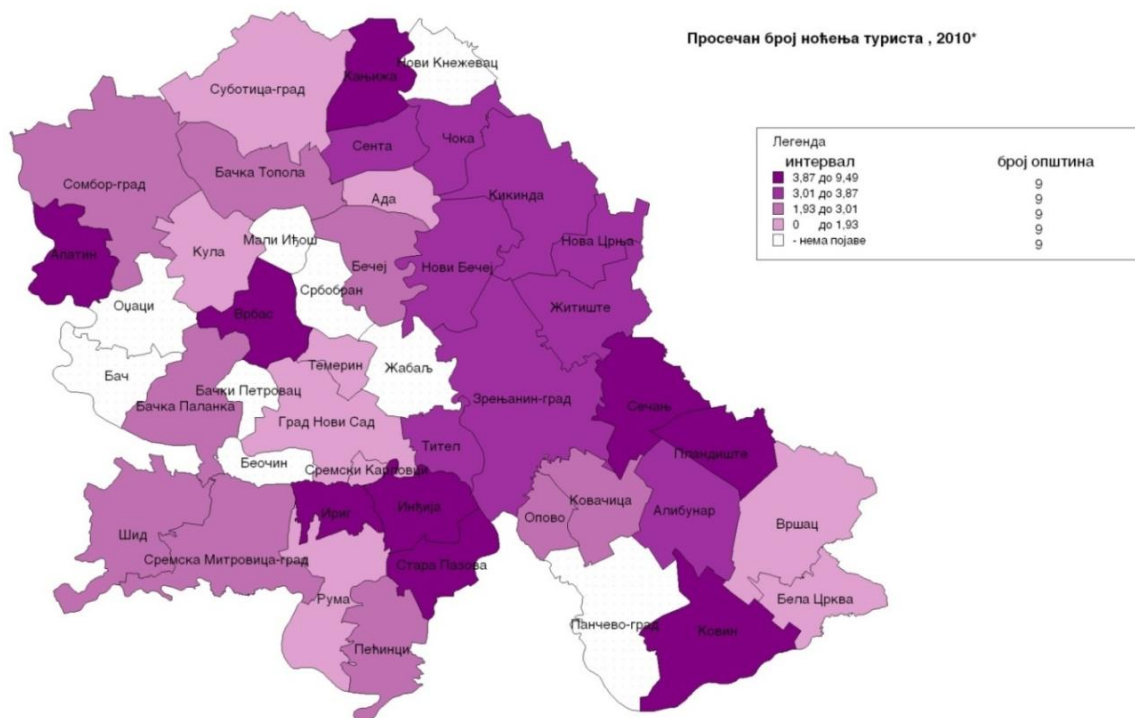 Просечан број ноћења туриста , 2010*
Легенда
интервал број општина
3,87 до 9,49 9
3,01 до 3,87 9
1,93 до 3,01 9
0 до 1,93 9
- нема појаве 9
Нови Кнежевац
Кањижа
Суботица-град
Чока
Сента
Бачка Топола
Сомбор-град
Ада
Кикинда
Мали Иђош
Нова Црња
Кула
Апатин
Бечеј
Нови Бечеј
Србобран
Оџаци
Житиште
Врбас
Темерин
Жабаљ
Бач
Бачки Петровац
Зрењанин-град
Бачка Паланка
Сечањ
Град Нови Сад
Тител
Пландиште
Беочин
Сремски Карловци
Ковачица
Инђија
Ириг
Опово
Алибунар
Вршац
Шид
Сремска Митровица-град
Стара Пазова
Бела Црква
Рума
Панчево-град
Ковин
Пећинци